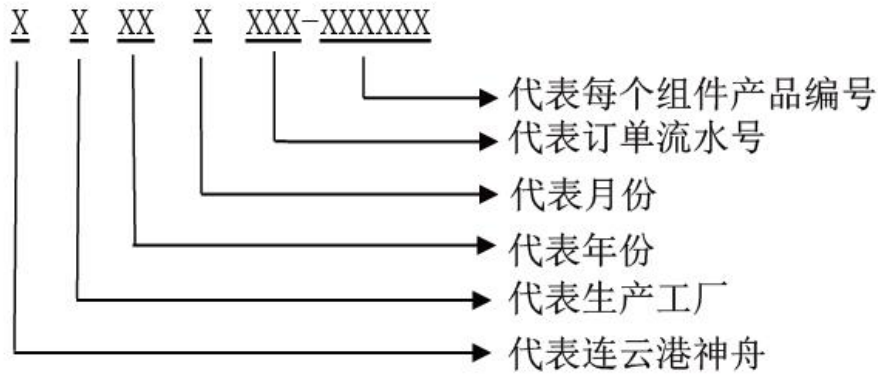 X X XX X XXX-XXXXXX
代表每个组件产品编号
代表订单流水号
代表月份
代表年份
代表生产工厂
代表连云港神舟